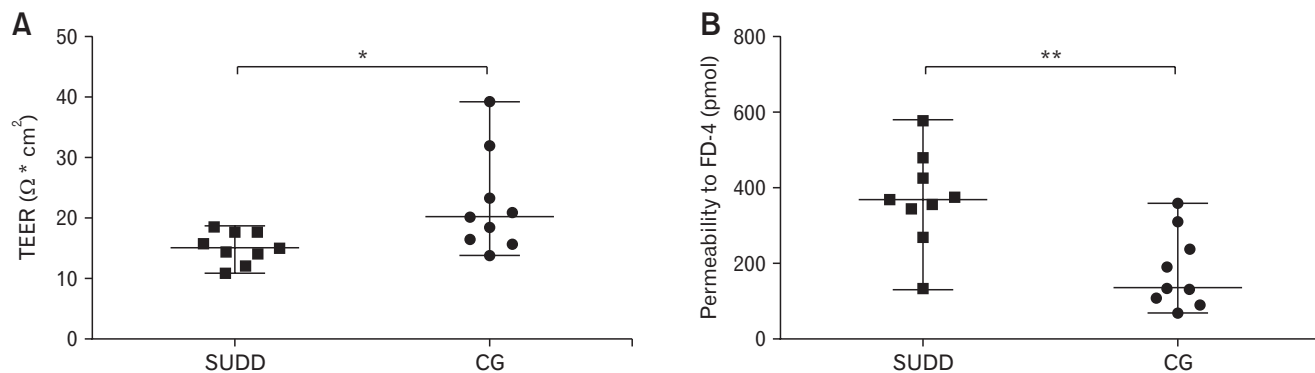 A
50
40
30
20
10
0
TEER (Ω * cm²)
*
SUDD
CG
B
800
600
400
200
0
Permeability to FD-4 (pmol)
**
SUDD
CG